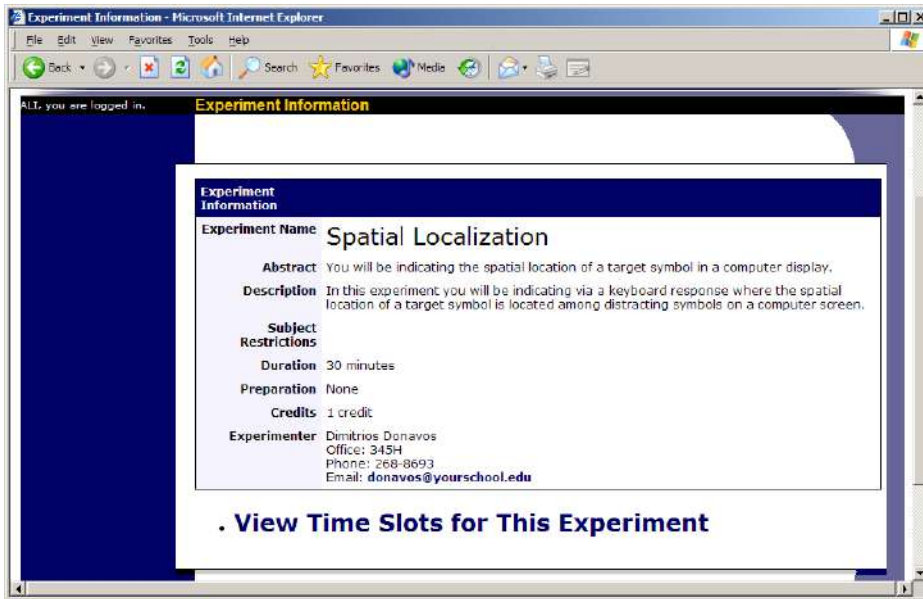 Experiment Information - Microsoft Internet Explorer
File Edit View Favorites Tools Help
Back Search Favorites Media
ALI, you are logged in.
Experiment Information
Experiment
Information
Experiment Name Spatial Localization
Abstract You will be indicating the spatial location of a target symbol in a computer display.
Description In this experiment you will be indicating via a keyboard response where the spatial
location of a target symbol is located among distracting symbols on a computer screen.
Subject
Restrictions
Duration 30 minutes
Preparation None
Credits 1 credit
Experimenter Dimitrios Donavos
Office: 345H
Phone: 268-8693
Email: donavos@yourschool.edu
• View Time Slots for This Experiment